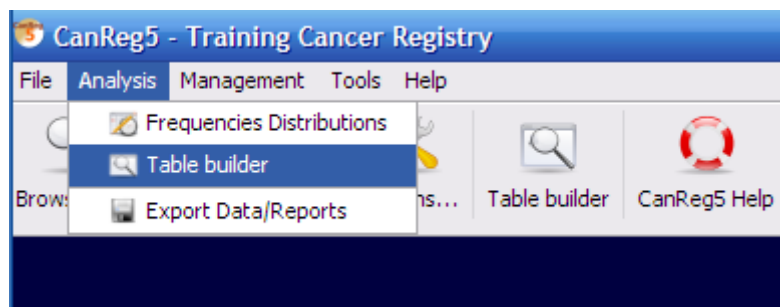 CanReg5 - Training Cancer Registry
File Analysis Management Tools Help
Frequencies Distributions
Table builder
Export Data/Reports
Table builder CanReg5 Help